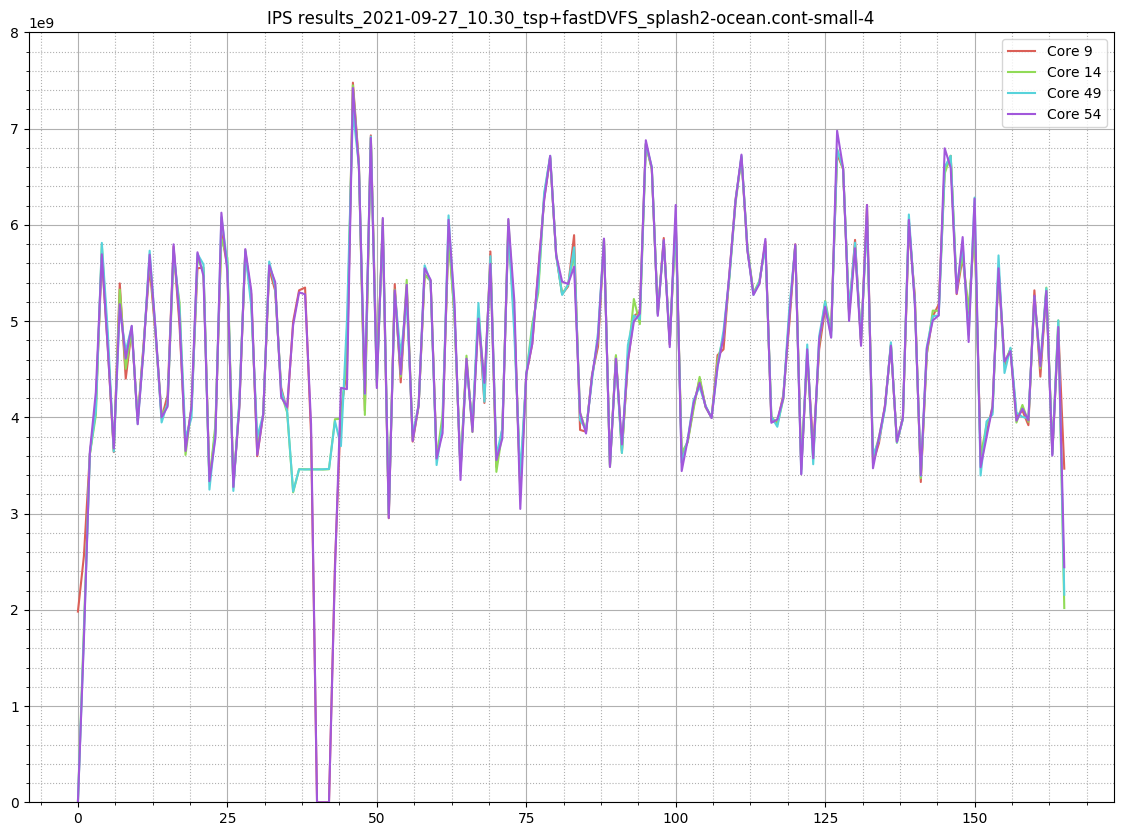 IPS results_2021-09-27_10.30_tsp+fastDVFS_splash2-ocean.cont-small-4
1e9
8
7
6
5
4
3
2
1
0
0 25 50 75 100 125 150
Core 9
Core 14
Core 49
Core 54